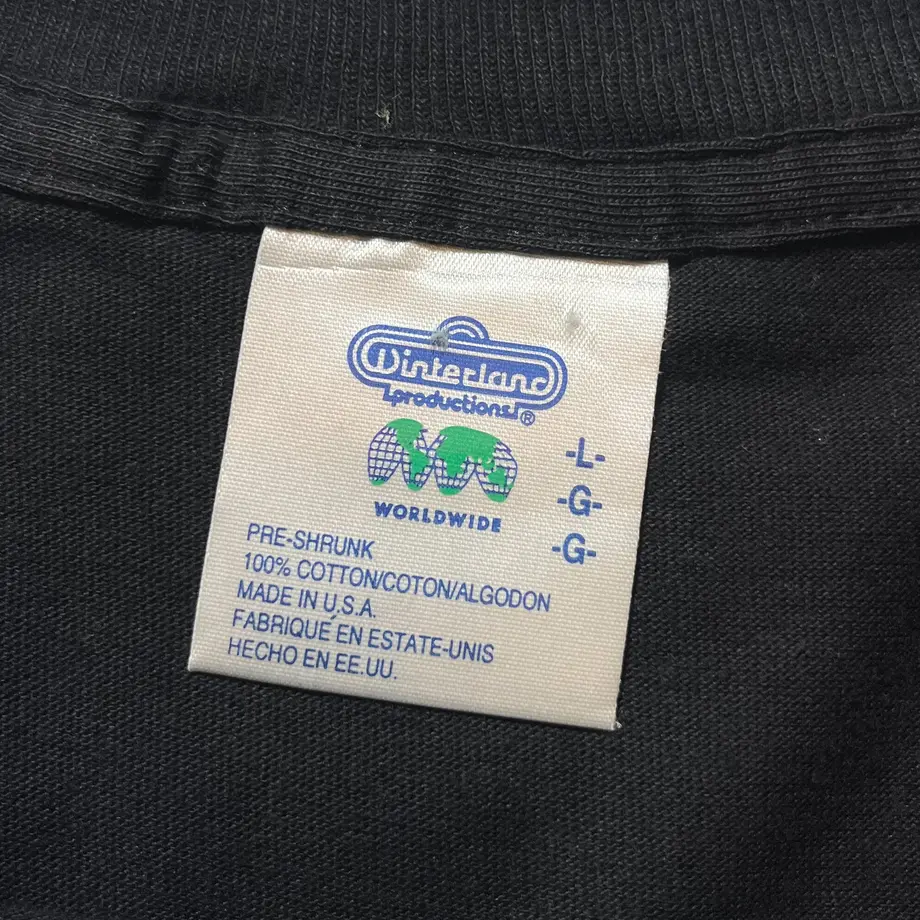 Winterland
productions ®
WORLDWIDE
-L-
-G-
-G-
PRE-SHRUNK
100% COTTON/COTON/ALGODON
MADE IN U.S.A.
FABRIQUÉ EN ESTATE-UNIS
HECHO EN EE.UU.